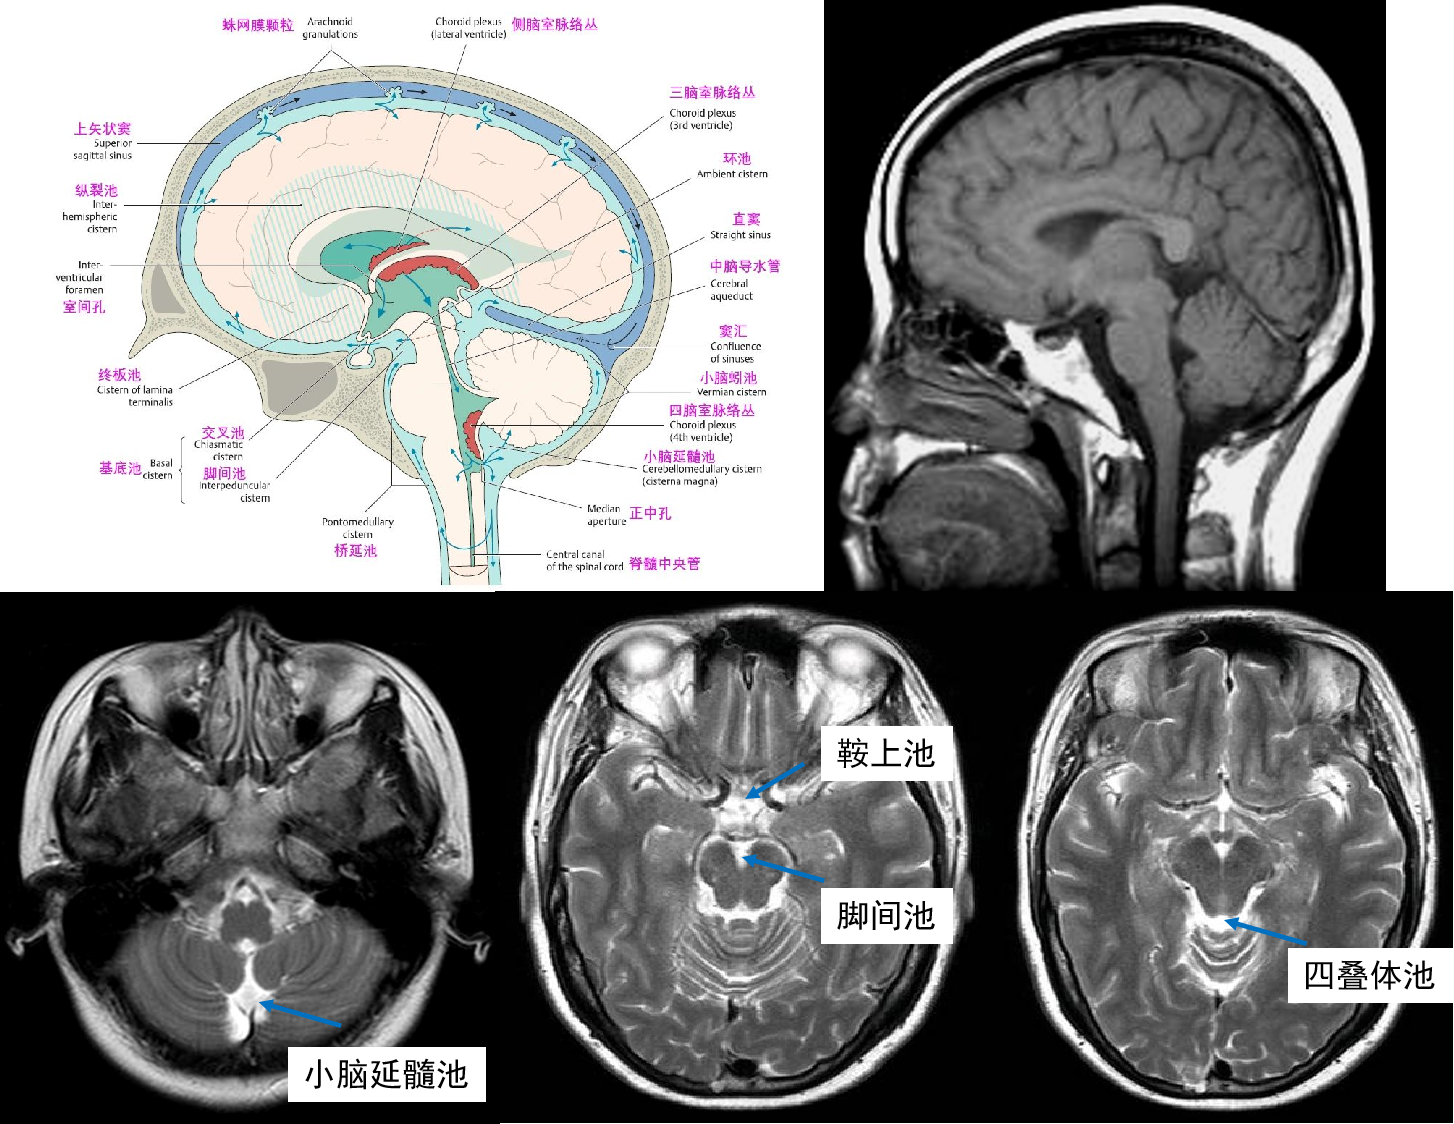 蛛网膜颗粒
Arachnoid
granulations
Choroid plexus
(lateral ventricle)
侧脑室脉络丛
三脑室脉络丛
Choroid plexus
(3rd ventricle)
上矢状窦
Superior
sagittal sinus
环池
Ambient cistern
纵裂池
Inter-
hemispheric
cistern
直窦
Straight sinus
Inter-
ventricular
foramen
室间孔
中脑导水管
Cerebral
aqueduct
窦汇
Confluence
of sinuses
终板池
Cistern of lamina
terminalis
小脑蚓池
Vermian cistern
四脑室脉络丛
Choroid plexus
(4th ventricle)
交叉池
Chiasmatic
cistern
基底池
Basal
cistern
脚间池
Interpeduncular
cistern
小脑延髓池
Cerebellomedullary cistern
(cisterna magna)
Median
aperture
正中孔
Pontomedullary
cistern
桥延池
Central canal
of the spinal cord
脊髓中央管
鞍上池
脚间池
四叠体池
小脑延髓池